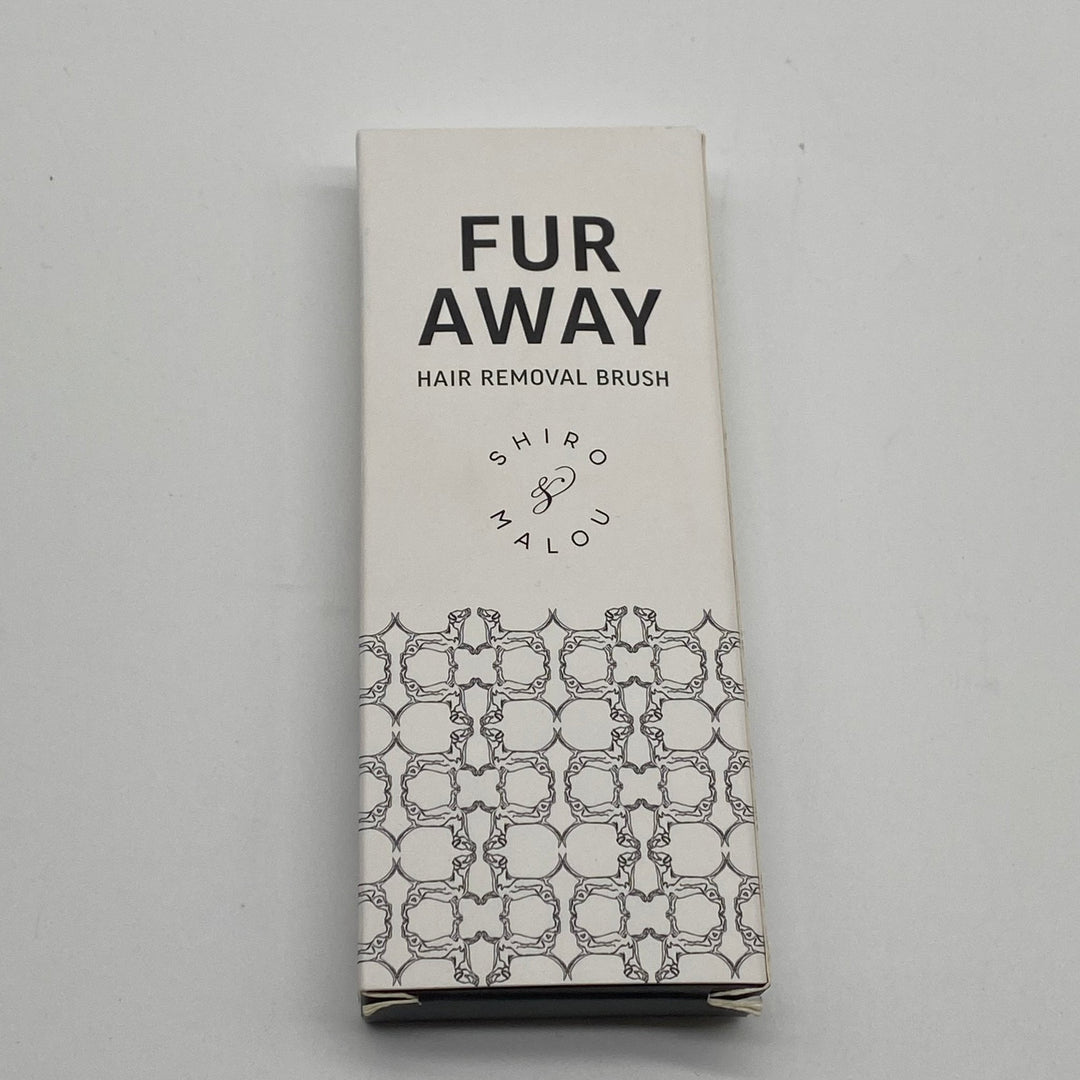 FUR
AWAY
HAIR REMOVAL BRUSH
SHIRO
&
MALOU